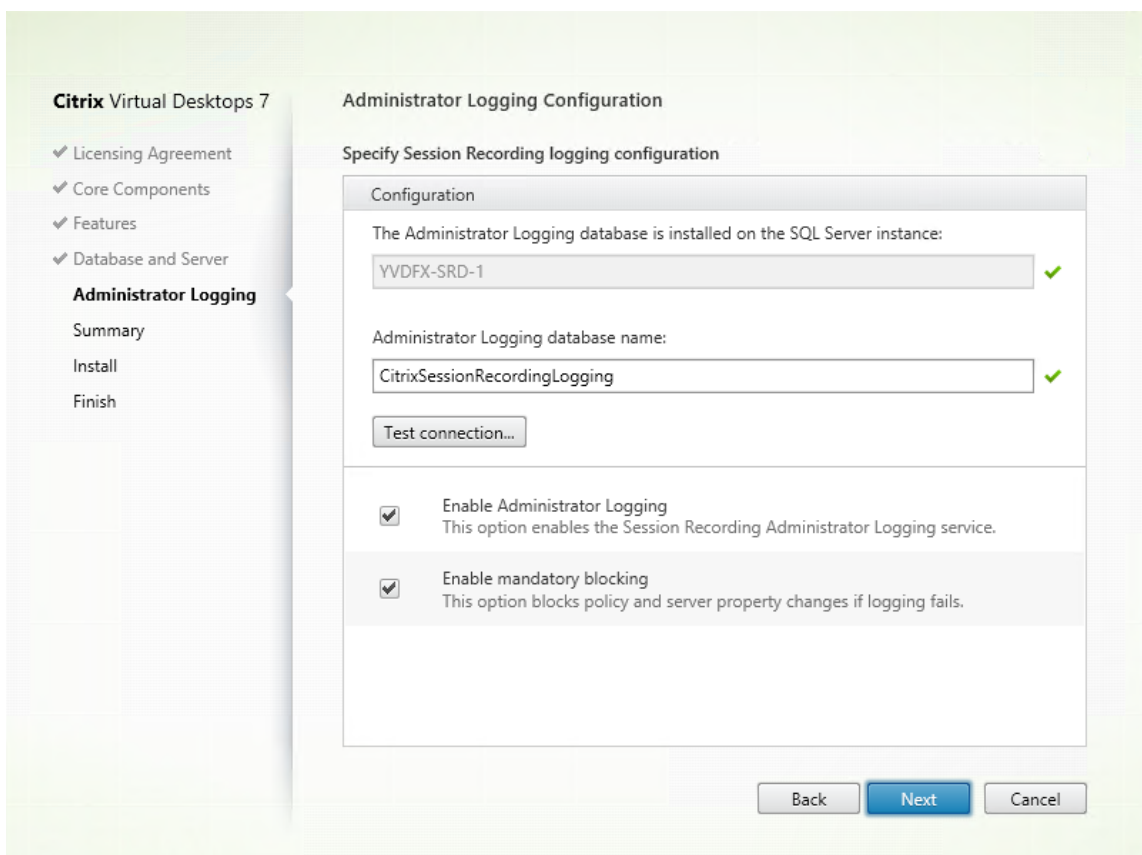 Citrix Virtual Desktops 7
Licensing Agreement
Core Components
Features
Database and Server
Administrator Logging
Summary
Install
Finish
Administrator Logging Configuration
Specify Session Recording logging configuration
Configuration
The Administrator Logging database is installed on the SQL Server instance:
YVDFX-SRD-1
Administrator Logging database name:
CitrixSessionRecordingLogging
Test connection...
Enable Administrator Logging
This option enables the Session Recording Administrator Logging service.
Enable mandatory blocking
This option blocks policy and server property changes if logging fails.
Back
Next
Cancel